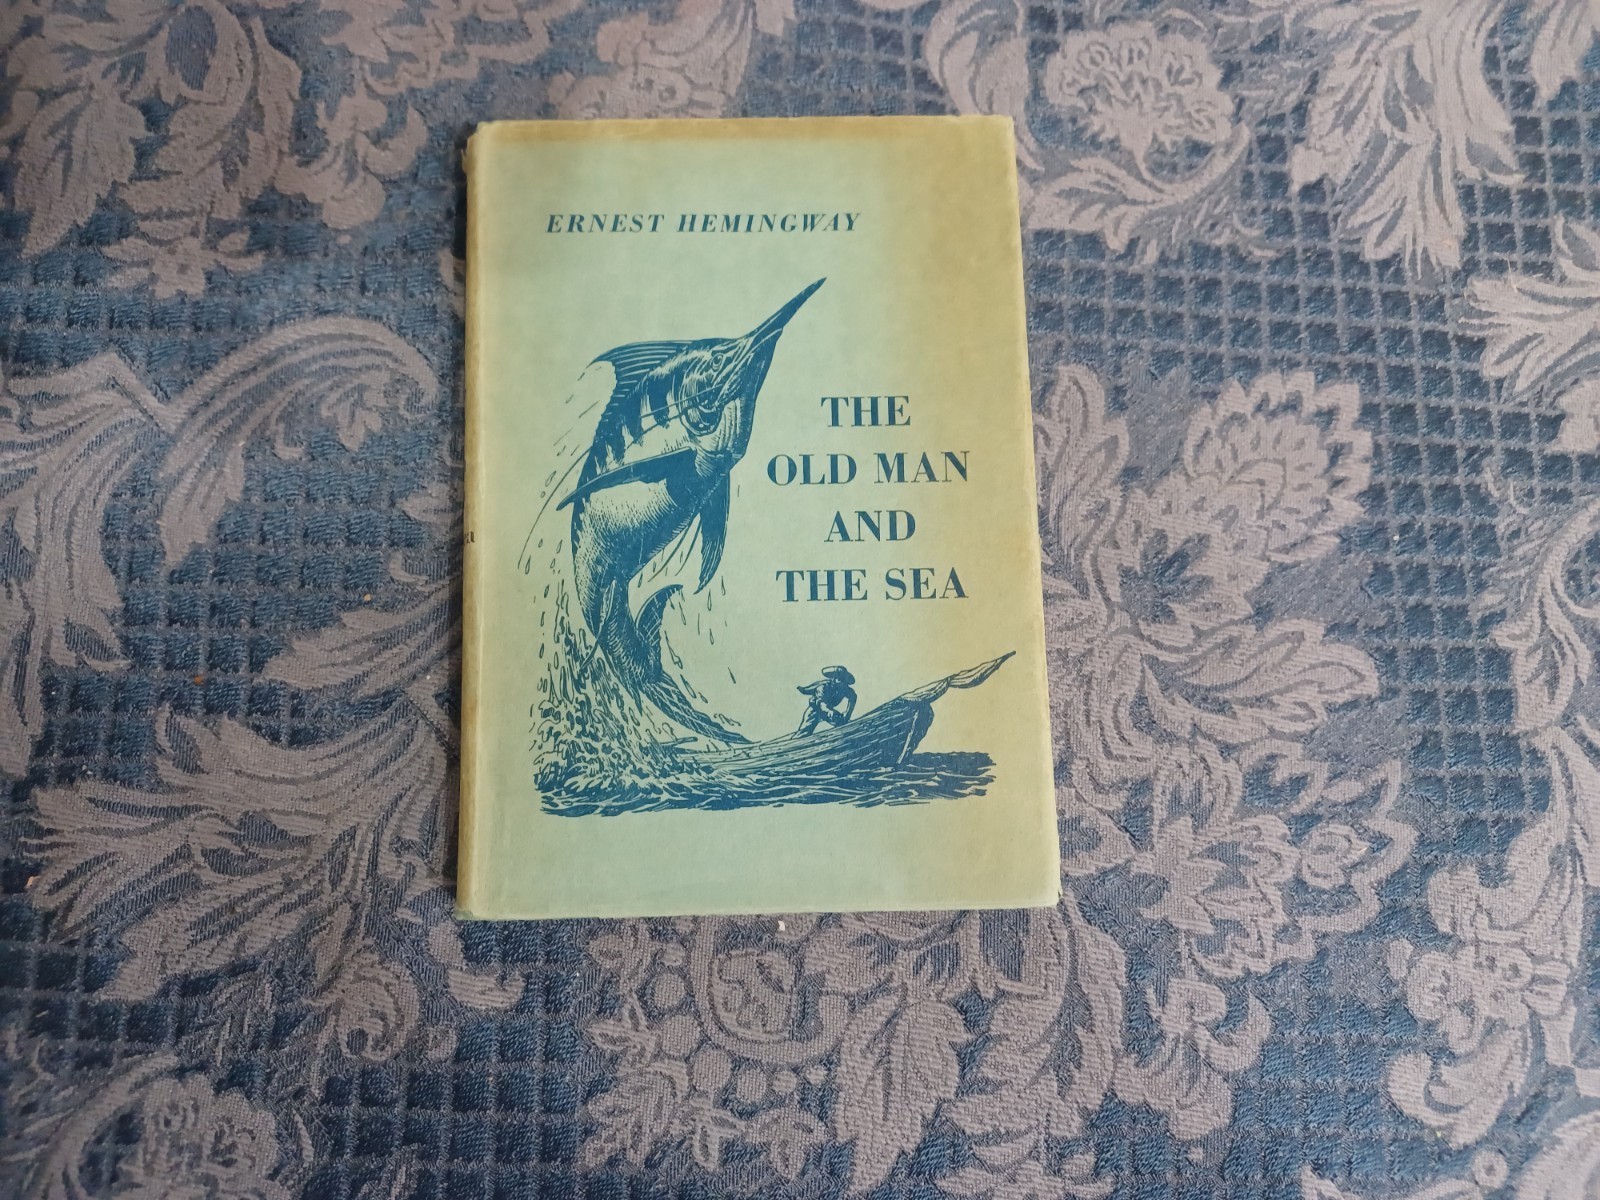 ERNEST HEMINGWAY
THE
OLD MAN
AND
THE SEA